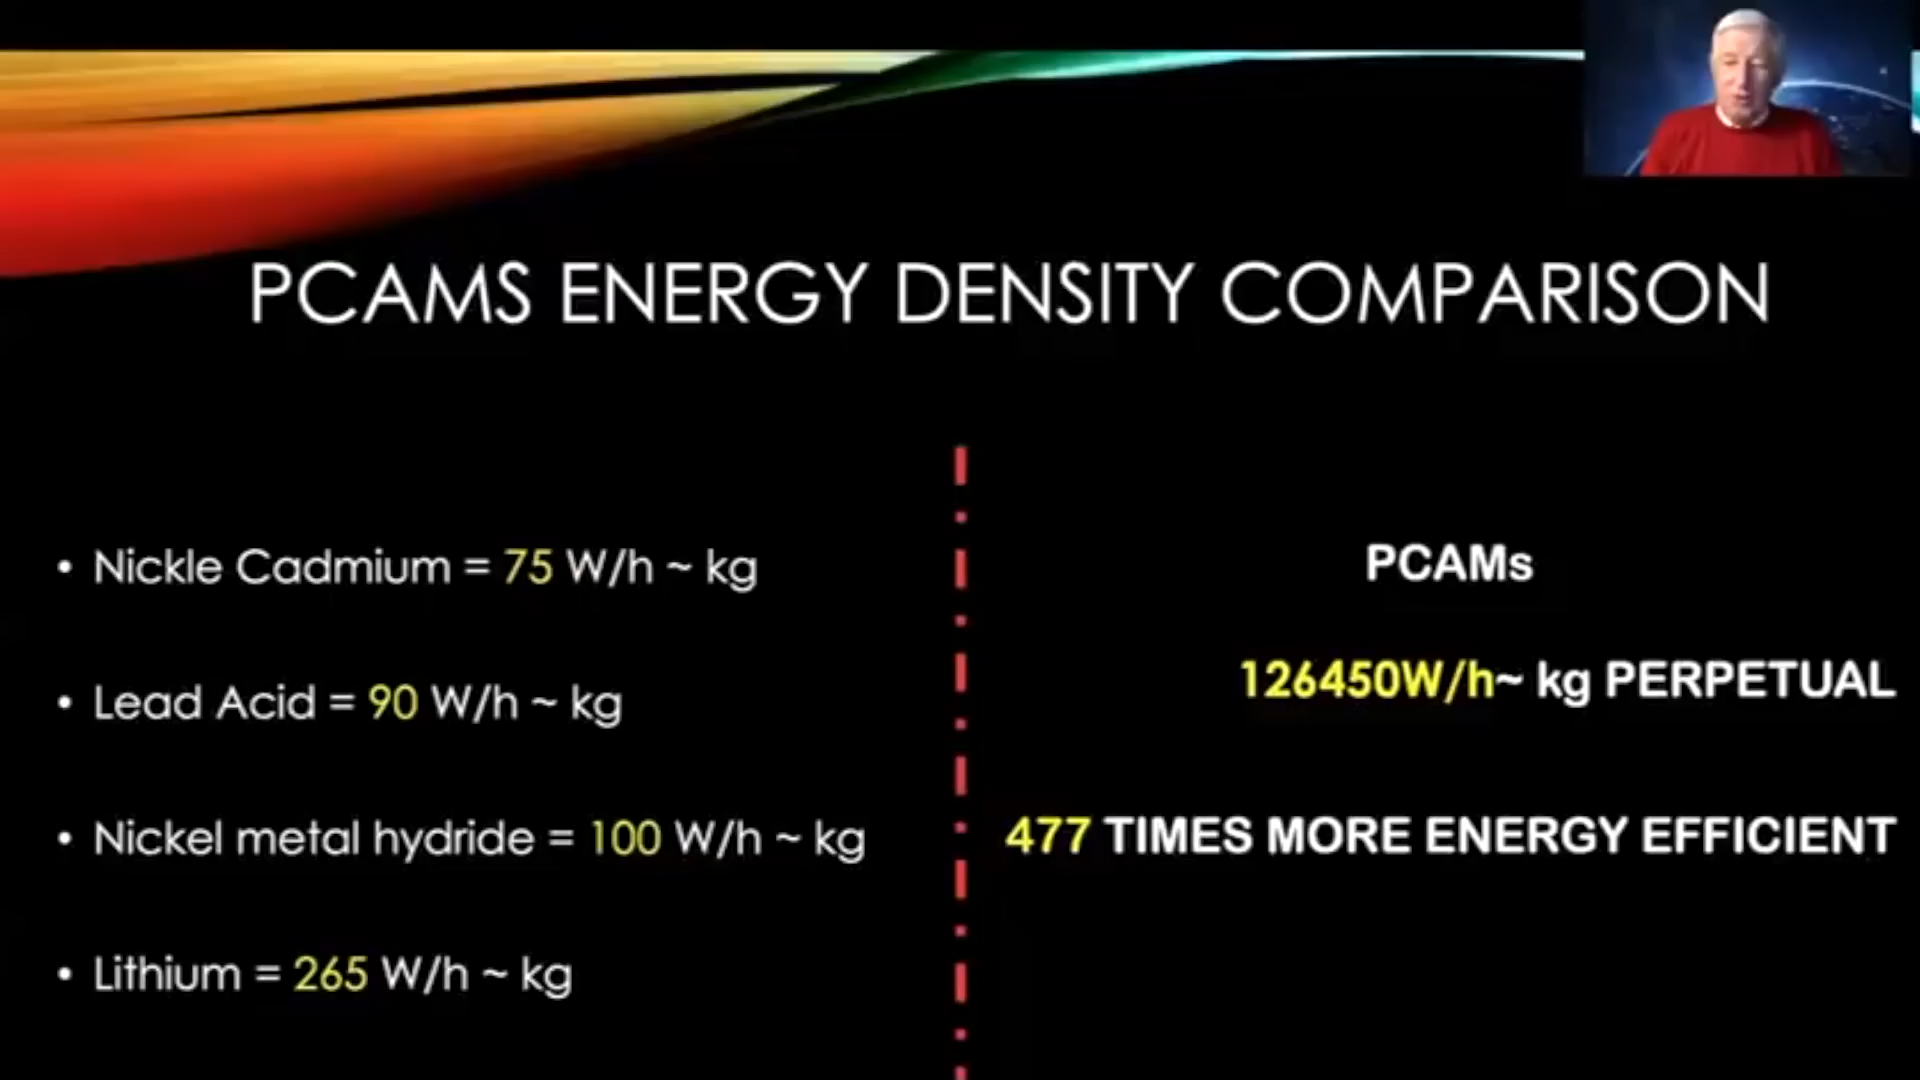 PCAMS ENERGY DENSITY COMPARISON
• Nickle Cadmium = 75 W/h ~ kg
• Lead Acid = 90 W/h ~ kg
• Nickel metal hydride = 100 W/h ~ kg
• Lithium = 265 W/h ~ kg
PCAMs
126450W/h~ kg PERPETUAL
477 TIMES MORE ENERGY EFFICIENT